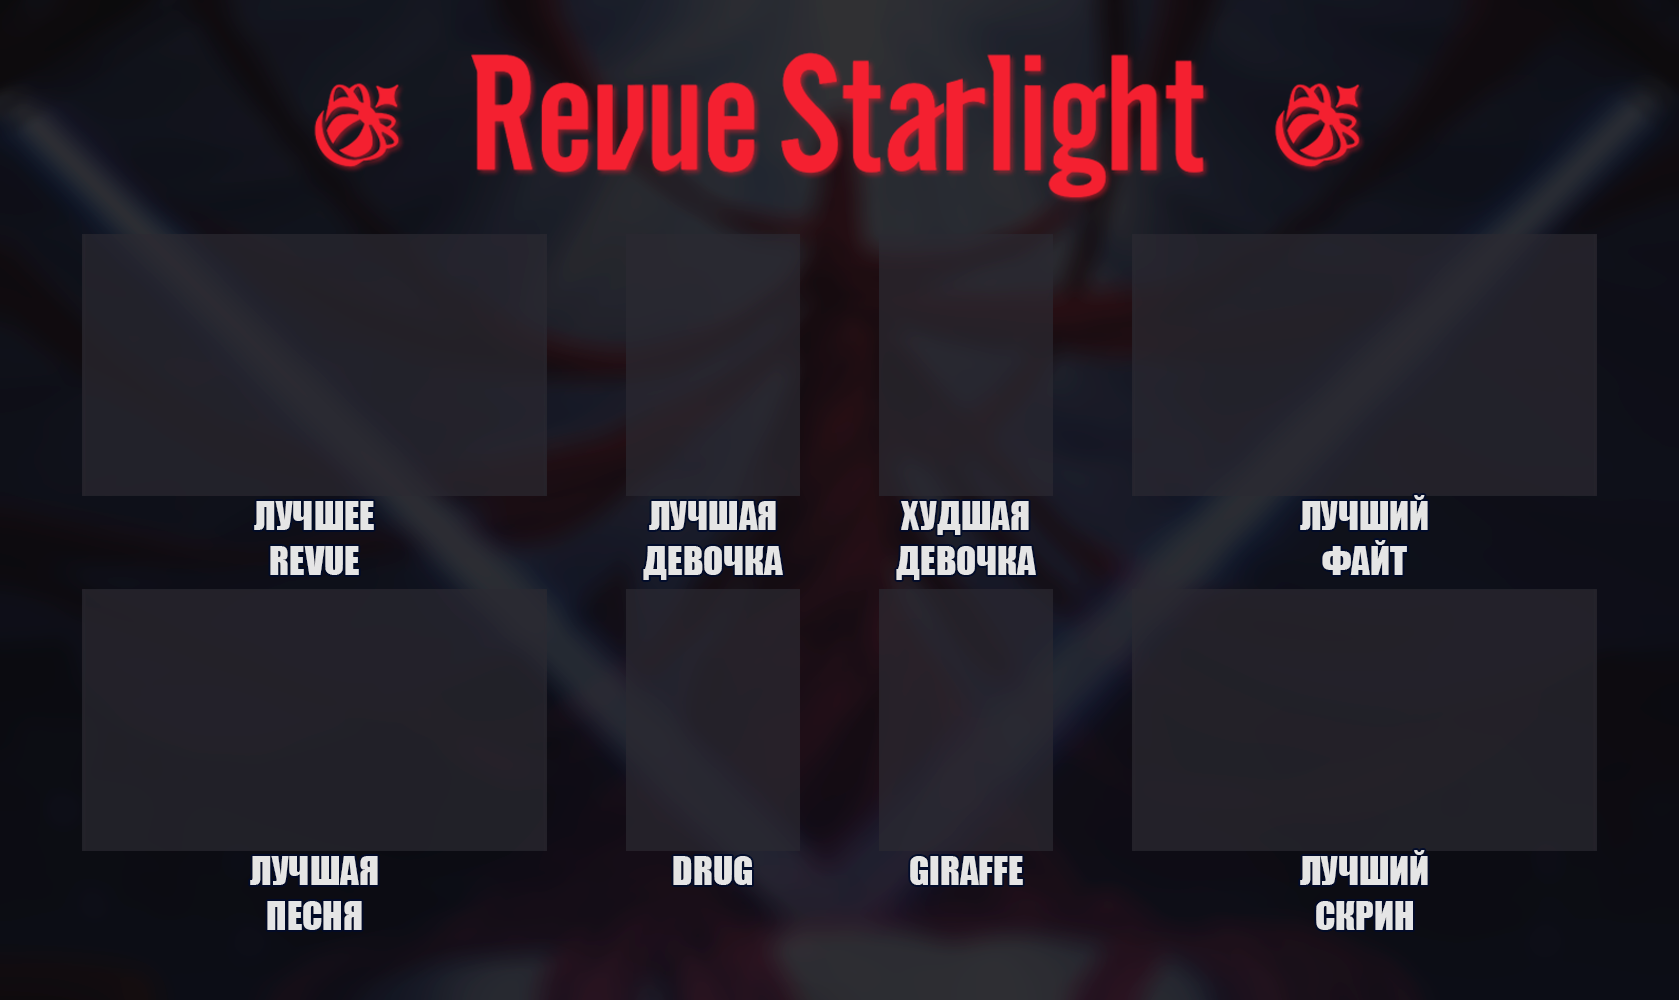 Revue Starlight
ЛУЧШЕЕ
REVUE
ЛУЧШАЯ
ДЕВОЧКА
ХУДШАЯ
ДЕВОЧКА
ЛУЧШИЙ
ФАЙТ
ЛУЧШАЯ
ПЕСНЯ
DRUG
GIRAFFE
ЛУЧШИЙ
СКРИН